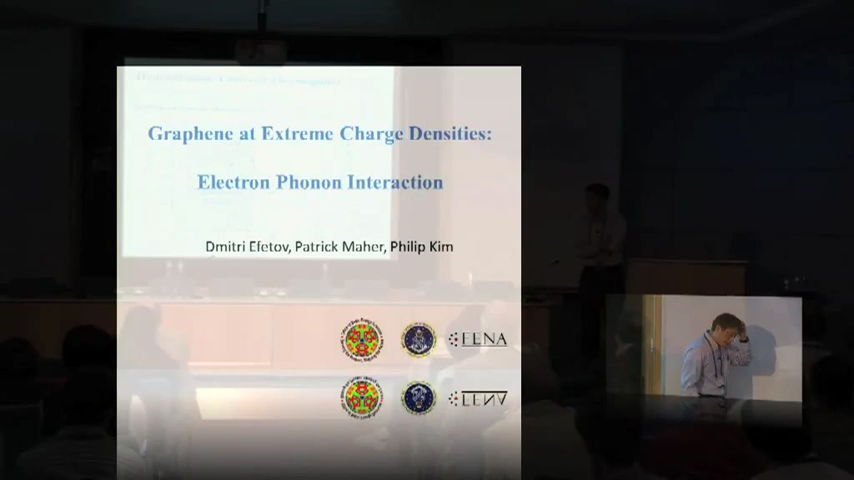 Graphene at Extreme Charge Densities:
Electron Phonon Interaction
Dmitri Efetov, Patrick Maher, Philip Kim
FENA